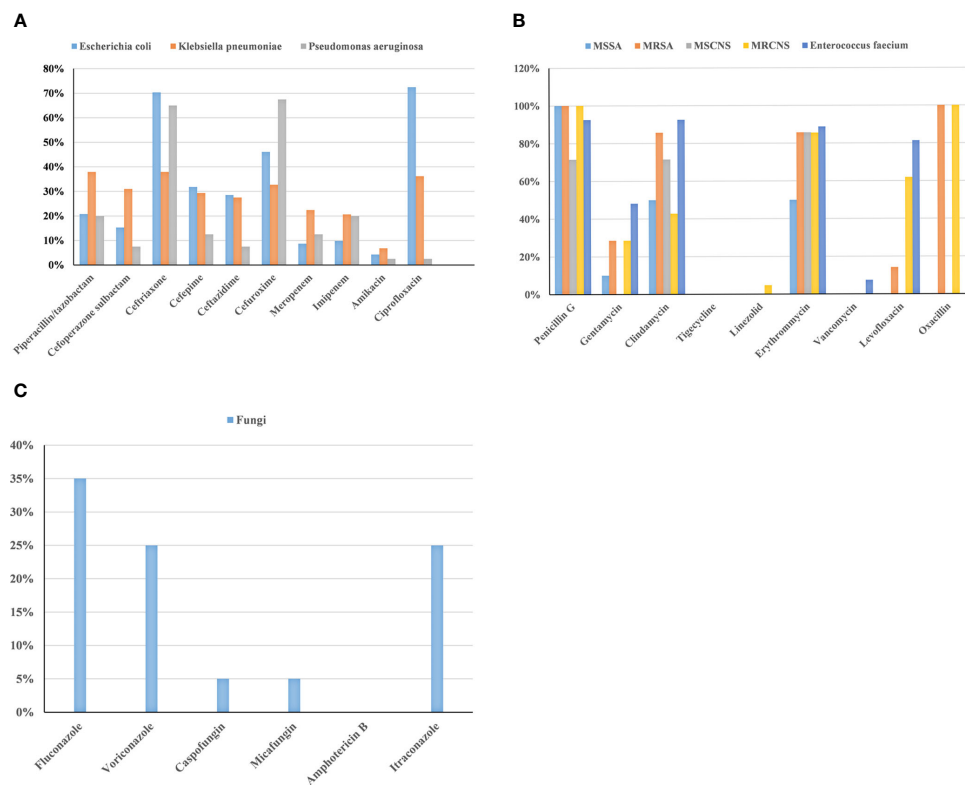 A
Escherichia coli Klebsiella pneumoniae Pseudomonas aeruginosa
80%
70%
60%
50%
40%
30%
20%
10%
0%
Piperacillin/tazobactam
Cefoperazone sulbactam
Ceftriaxone
Cefepime
Ceftazidime
Cefuroxime
Meropenem
Imipenem
Amikacin
Ciprofloxacin
B
MSSA MRSA MSCNS MRCNS Enterococcus faecium
120%
100%
80%
60%
40%
20%
0%
Penicillin G
Gentamycin
Clindamycin
Tigecycline
Linezolid
Erythrommycin
Vancomycin
Levofloxacin
Oxacillin
C
Fungi
40%
35%
30%
25%
20%
15%
10%
5%
0%
Fluconazole
Voriconazole
Caspofungin
Micafungin
Amphotericin B
Itraconazole